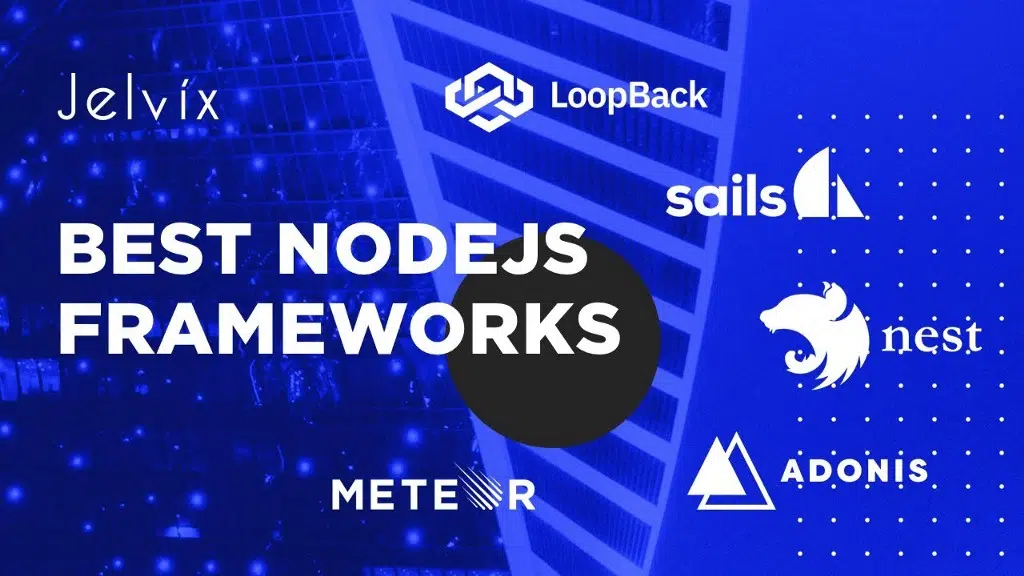 Jelvix
LoopBack
sails
BEST NODEJS
FRAMEWORKS
nest
ADONIS
METEOR